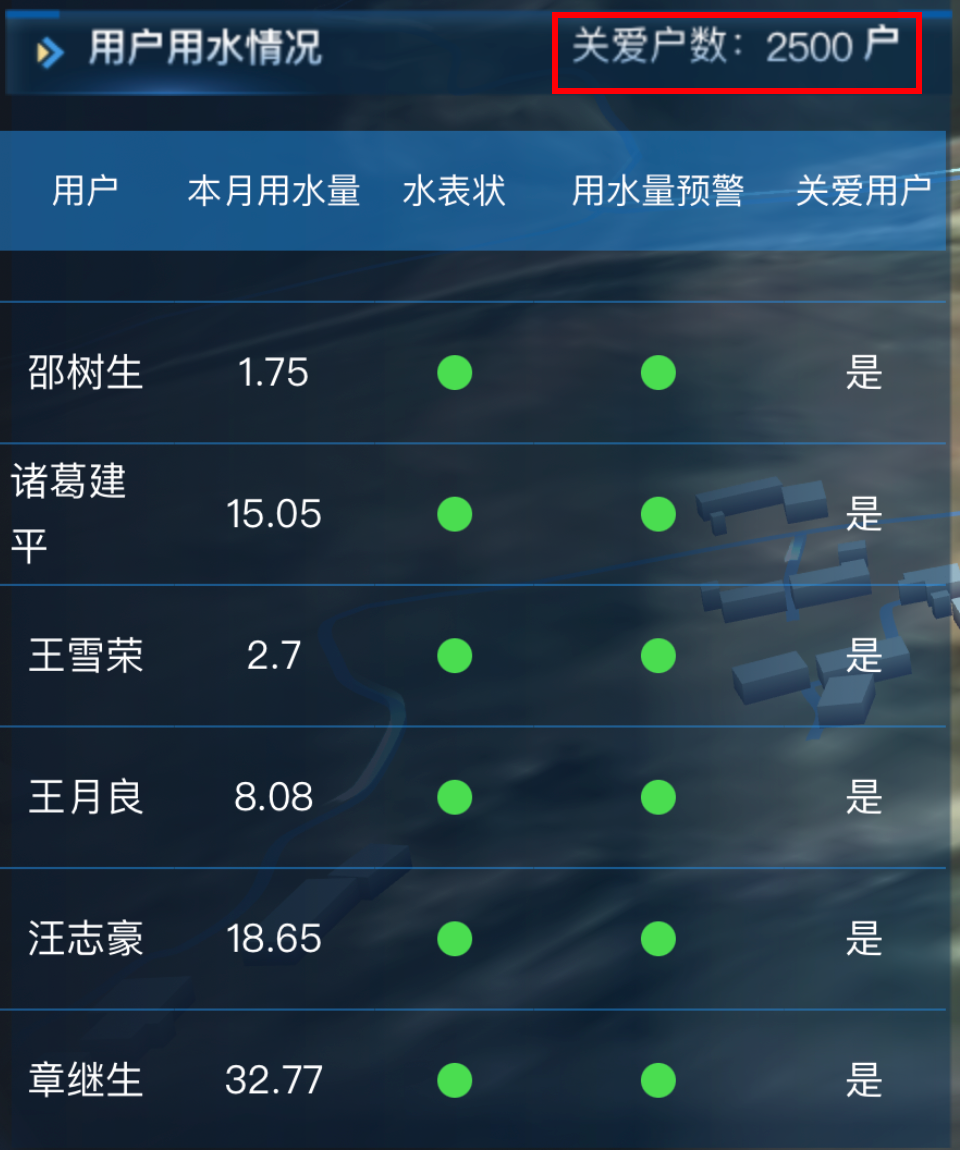 用户用水情况 关爱户数：2500 户
用户 本月用水量 水表状 用水量预警 关爱用户
邵树生 1.75 是
诸葛建
平 15.05 是
王雪荣 2.7 是
王月良 8.08 是
汪志豪 18.65 是
章继生 32.77 是